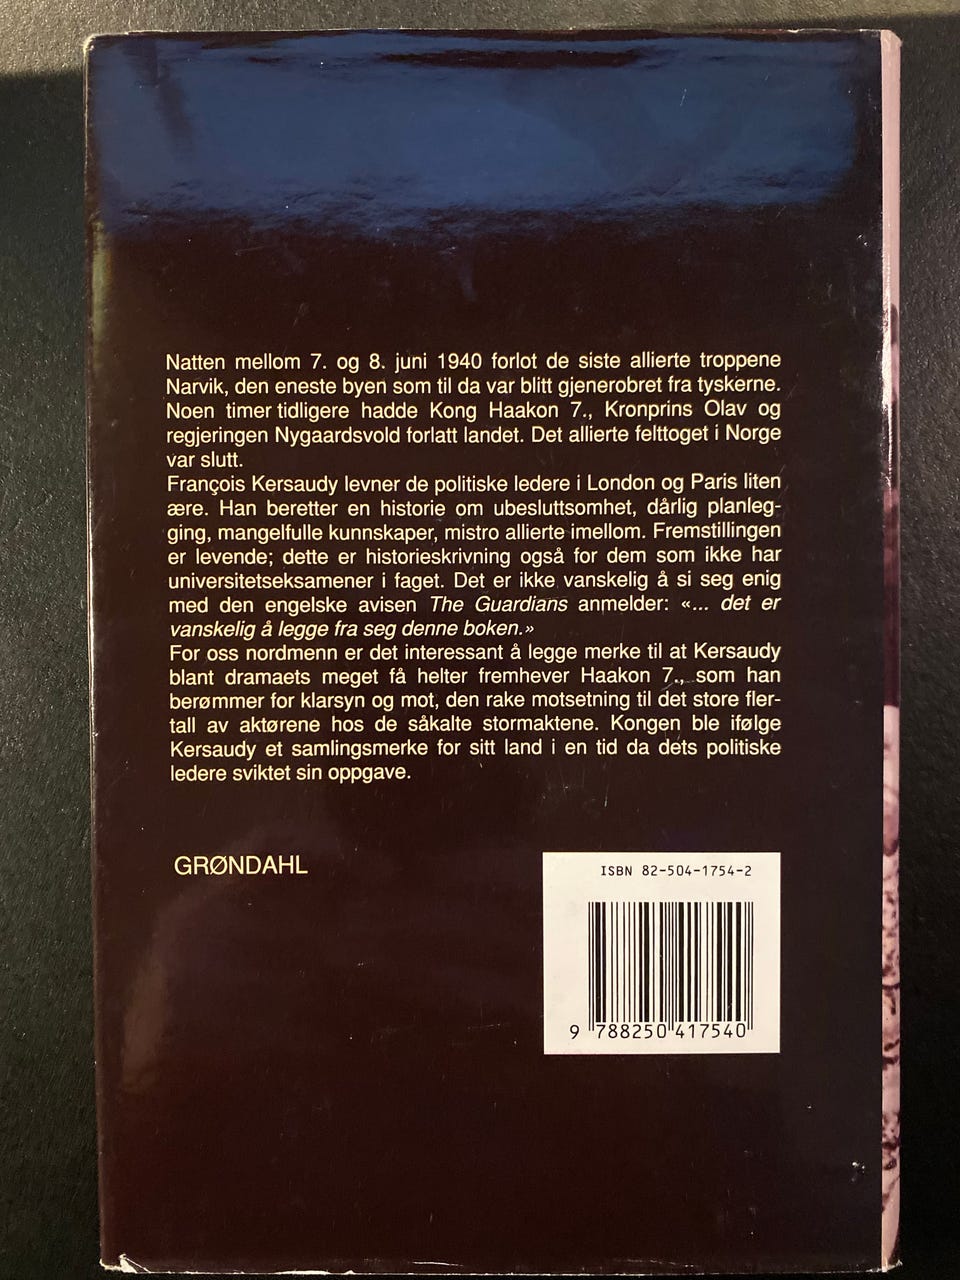 Natten mellom 7. og 8. juni 1940 forlot de siste allierte troppene
Narvik, den eneste byen som til da var blitt gjenerobret fra tyskerne.
Noen timer tidligere hadde Kong Haakon 7., Kronprins Olav og
regjeringen Nygaardsvold forlatt landet. Det allierte felttoget i Norge
var slutt.
François Kersaudy levner de politiske ledere i London og Paris liten
ære. Han beretter en historie om ubesluttsomhet, dårlig planleg-
ging, mangelfulle kunnskaper, mistro allierte imellom. Fremstillingen
er levende; dette er historieskrivning også for dem som ikke har
universitetseksamener i faget. Det er ikke vanskelig å si seg enig
med den engelske avisen The Guardians anmelder: «... det er
vanskelig å legge fra seg denne boken.»
For oss nordmenn er det interessant å legge merke til at Kersaudy
blant dramaets meget få helter fremhever Haakon 7., som han
berømmer for klarsyn og mot, den rake motsetning til det store fler-
tall av aktørene hos de såkalte stormaktene. Kongen ble ifølge
Kersaudy et samlingsmerke for sitt land i en tid da dets politiske
ledere sviktet sin oppgave.
GRØNDAHL
ISBN 82-504-1754-2
9 788250 417540